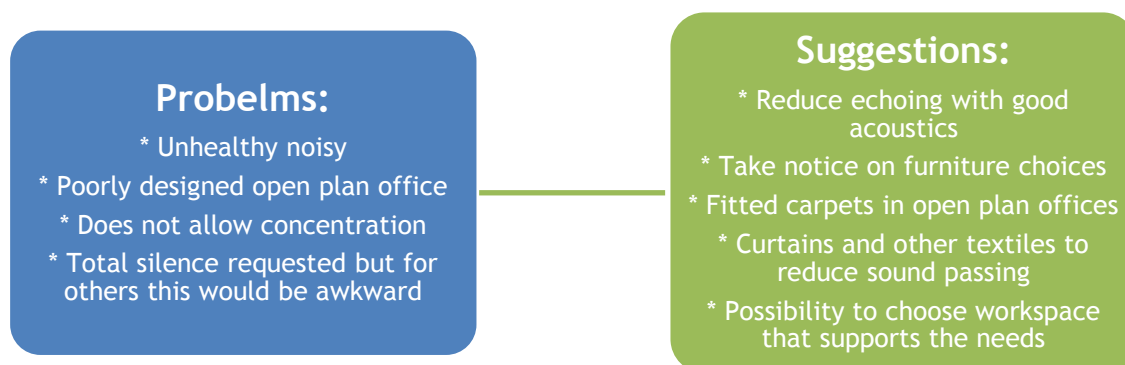 Probelms:
* Unhealthy noisy
* Poorly designed open plan office
* Does not allow concentration
* Total silence requested but for
others this would be awkward
Suggestions:
* Reduce echoing with good
acoustics
* Take notice on furniture choices
* Fitted carpets in open plan offices
* Curtains and other textiles to
reduce sound passing
* Possibility to choose workspace
that supports the needs